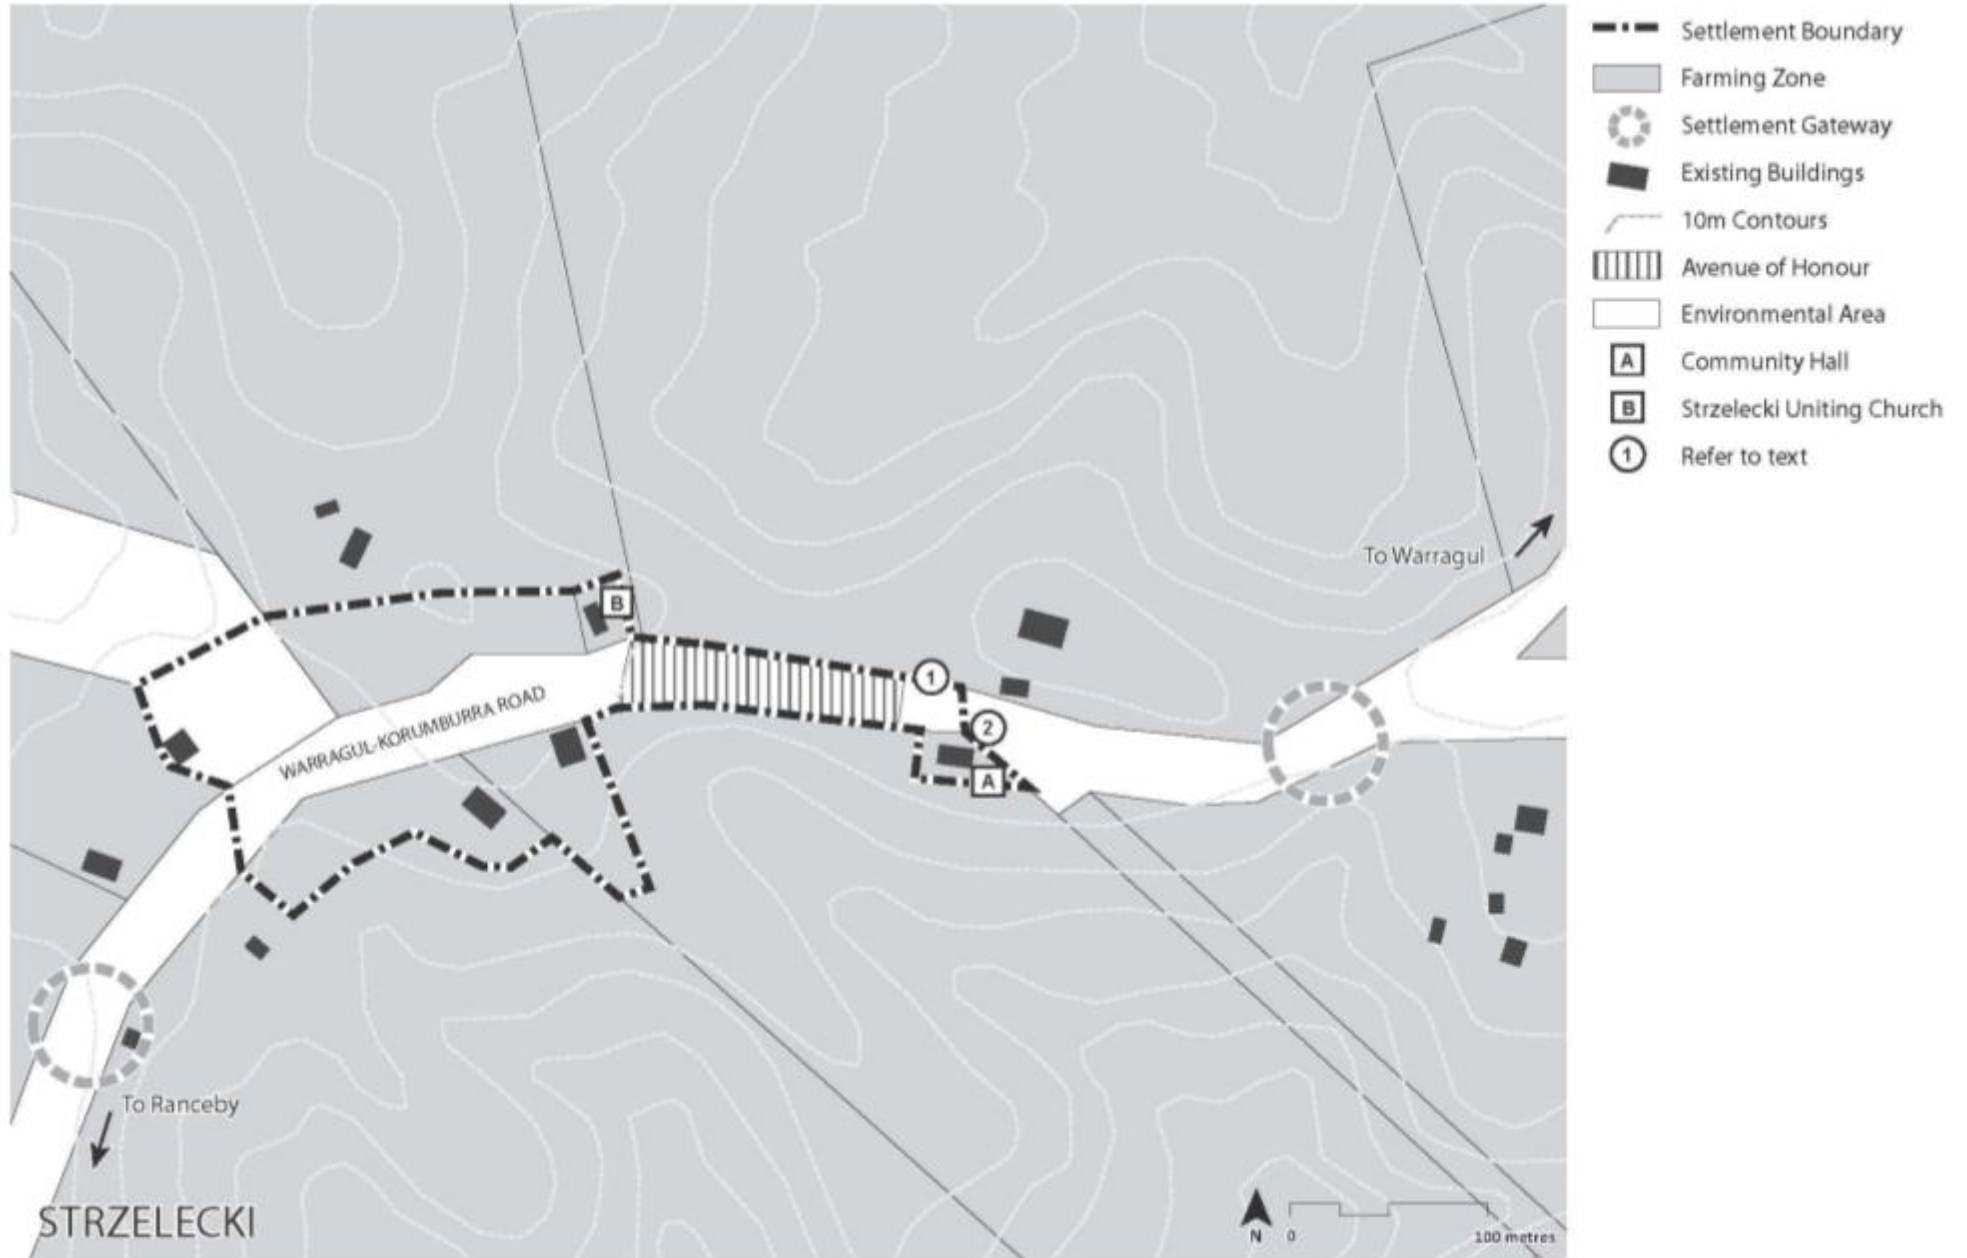 Settlement Boundary
Farming Zone
Settlement Gateway
Existing Buildings
10m Contours
Avenue of Honour
Environmental Area
A Community Hall
B Strzelecki Uniting Church
1 Refer to text
To Warragul
B
1
WARRAGUL-KORUMBURRA ROAD
2
A
To Ranceby
STRZELECKI
N 0 100 metres